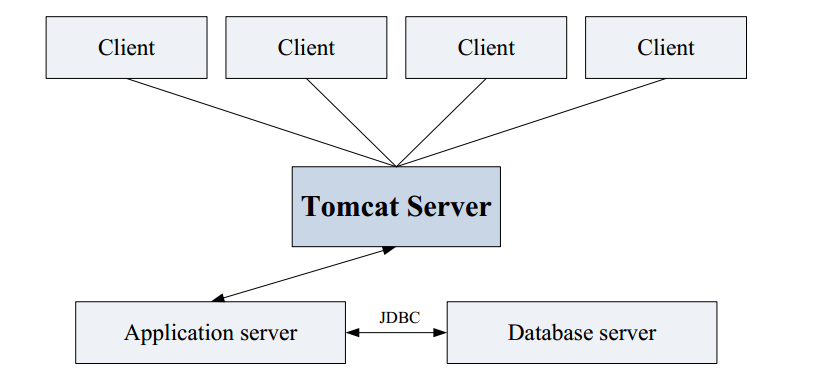 Client
Client
Client
Client
Tomcat Server
Application server
JDBC
Database server